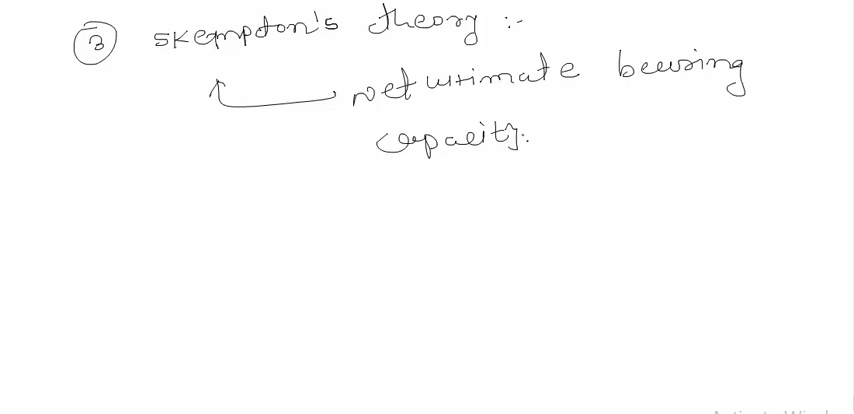 3 Skempton's theory :-
Net ultimate bearing
capacity.